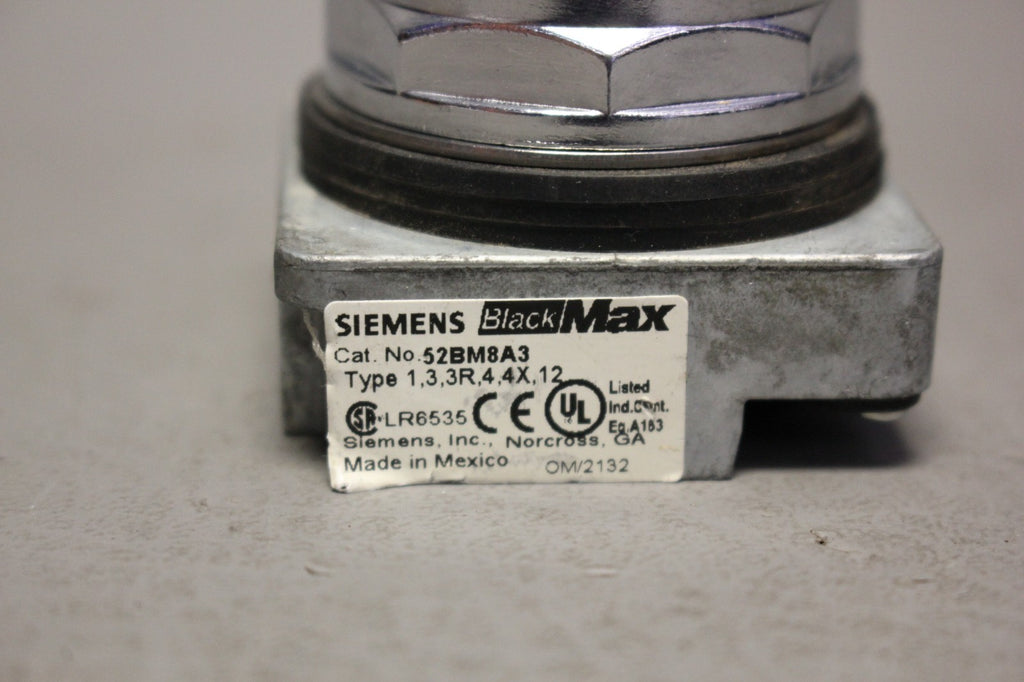 SIEMENS BlackMax
Cat. No. 52BM8A3
Type 1,3,3R,4,4X,12
SA LR6535 CE UL Listed
Ind.Cont.
Eq. A183
Siemens, Inc., Norcross, GA
Made in Mexico OM/2132